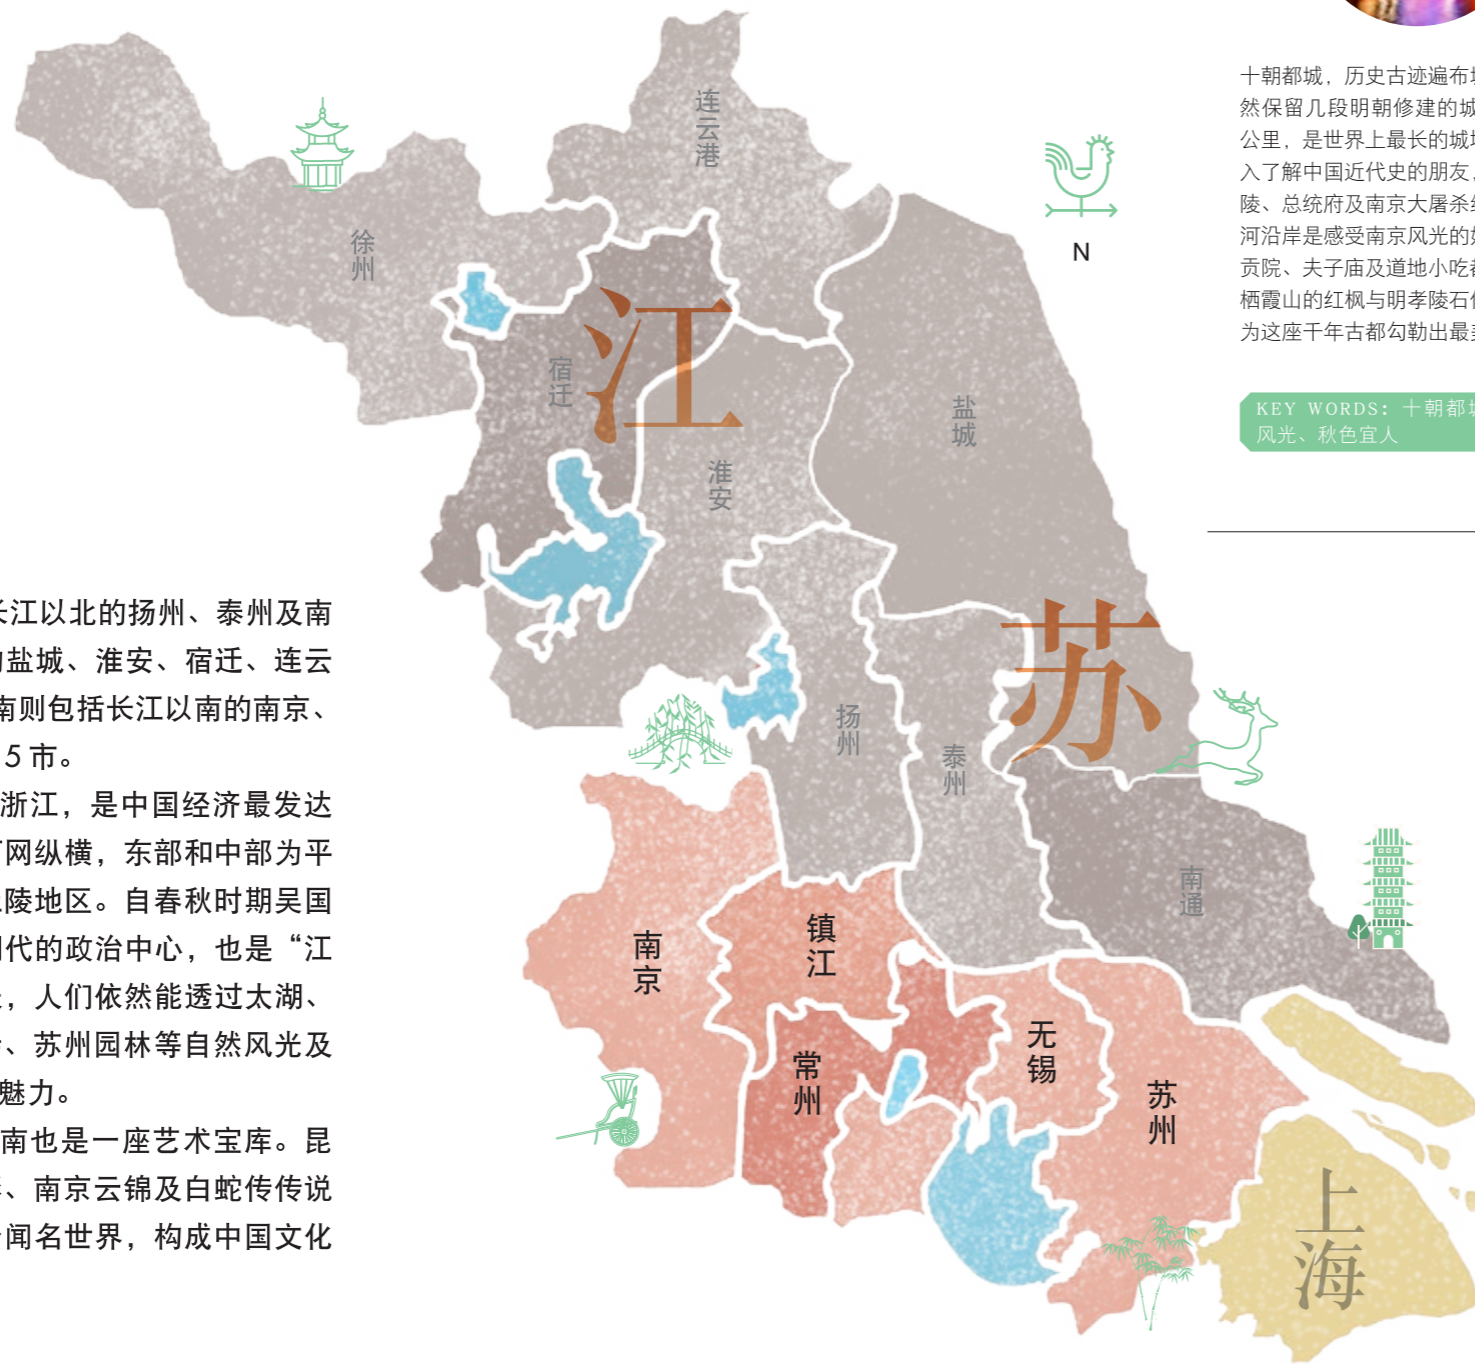 十朝都城，历史古迹遍布
然保留几段明朝修建的城
公里，是世界上最长的城
入了解中国近代史的朋友，
陵、总统府及南京大屠杀
河沿岸是感受南京风光的
贡院、夫子庙及道地小吃
栖霞山的红枫与明孝陵石
为这座千年古都勾勒出最
KEY WORDS：十朝都
风光、秋色宜人
N
连云港
徐州
宿迁
江
淮安
盐城
苏
扬州
泰州
南通
南京
镇江
常州
无锡
苏州
上海
长江以北的扬州、泰州及南
盐城、淮安、宿迁、连云
南则包括长江以南的南京、
5市。
浙江，是中国经济最发达
网纵横，东部和中部为平
陵地区。自春秋时期吴国
代的政治中心，也是“江
，人们依然能透过太湖、
、苏州园林等自然风光及
魅力。
南也是一座艺术宝库。昆
、南京云锦及白蛇传传说
闻名世界，构成中国文化